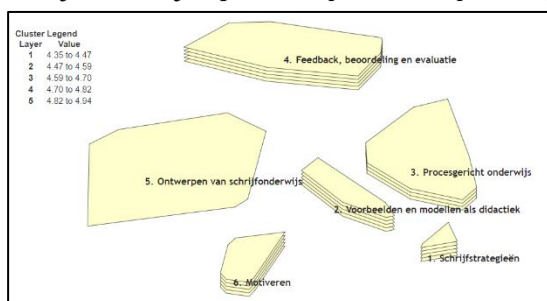 Cluster Legend
Layer Value
1 4.35 to 4.47
2 4.47 to 4.59
3 4.59 to 4.70
4 4.70 to 4.82
5 4.82 to 4.94
4. Feedback, beoordeling en evaluatie
3. Procesgericht onderwijs
5. Ontwerpen van schrijfonderwijs
2. Voorbeelden en modellen als didactiek
1. Schrijfstrategieën
6. Motiveren